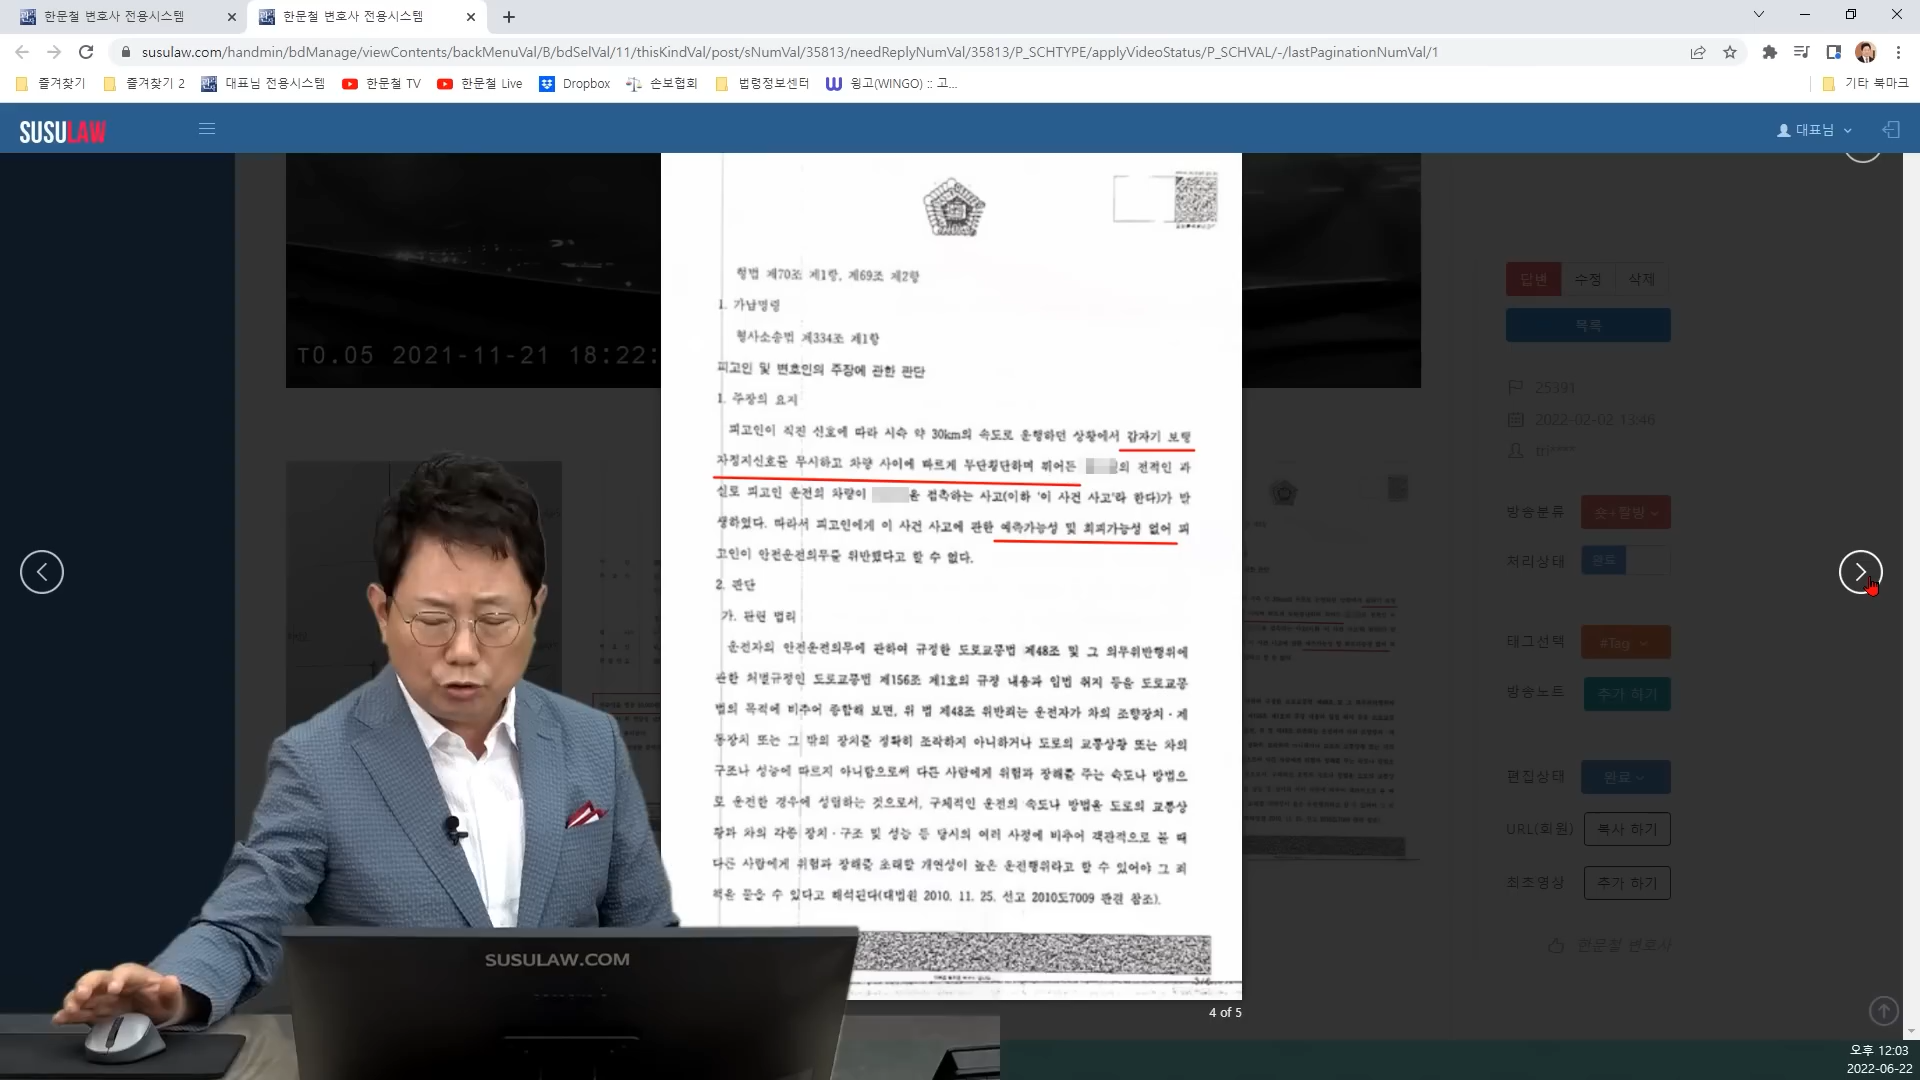 한문철 변호사 전용시스템
한문철 변호사 전용시스템
susulaw.com/handmin/bdManage/viewContents/backMenuVal/B/bdSelVal/11/thisKindVal/post/sNumVal/35813/needReplyNumVal/35813/P_SCHTYPE/applyVideoStatus/P_SCHVAL/-/lastPaginationNumVal/1
즐겨찾기
즐겨찾기 2
대표님 전용시스템
한문철 TV
한문철 Live
Dropbox
손보협회
법령정보센터
윙고(WINGO) :: 고...
기타 북마크
SUSULAW
대표님
T0.05 2021-11-21 18:22:
형법 제70조 제1항, 제69조 제2항
1. 가납명령
형사소송법 제334조 제1항
피고인 및 변호인의 주장에 관한 판단
1. 주장의 요지
피고인이 직진 신호에 따라 시속 약 30km의 속도로 운행하던 상황에서 갑자기 보행
자정지신호를 무시하고 차량 사이에 빠르게 무단횡단하며 뛰어든 의 전적인 과
실로 피고인 운전의 차량이 을 접촉하는 사고(이하 '이 사건 사고'라 한다)가 발
생하였다. 따라서 피고인에게 이 사건 사고에 관한 예측가능성 및 회피가능성 없어 피
고인이 안전운전의무를 위반했다고 할 수 없다.
2. 판단
가. 관련 법리
운전자의 안전운전의무에 관하여 규정한 도로교통법 제48조 및 그 의무위반행위에
관한 처벌규정인 도로교통법 제156조 제1호의 규정 내용과 입법 취지 등을 도로교통
법의 목적에 비추어 종합해 보면, 위 법 제48조 위반죄는 운전자가 차의 조향장치·제
동장치 또는 그 밖의 장치를 정확히 조작하지 아니하거나 도로의 교통상황 또는 차의
구조나 성능에 따르지 아니함으로써 다른 사람에게 위험과 장해를 주는 속도나 방법으
로 운전한 경우에 성립하는 것으로서, 구체적인 운전의 속도나 방법을 도로의 교통상
황과 차의 각종 장치·구조 및 성능 등 당시의 여러 사정에 비추어 객관적으로 볼 때
다른 사람에게 위험과 장해를 초래할 개연성이 높은 운전행위라고 할 수 있어야 그 죄
책을 물을 수 있다고 해석된다(대법원 2010. 11. 25. 선고 2010도7009 판결 참조).
4 of 5
답변
수정
삭제
목록
25391
2022-02-02 13:46
방송분류
숏+짤방
처리상태
완료
태그선택
#Tag
방송노트
추가 하기
편집상태
완료
URL(회원)
복사 하기
최초영상
추가 하기
한문철 변호사
SUSULAW.COM
오후 12:03
2022-06-22